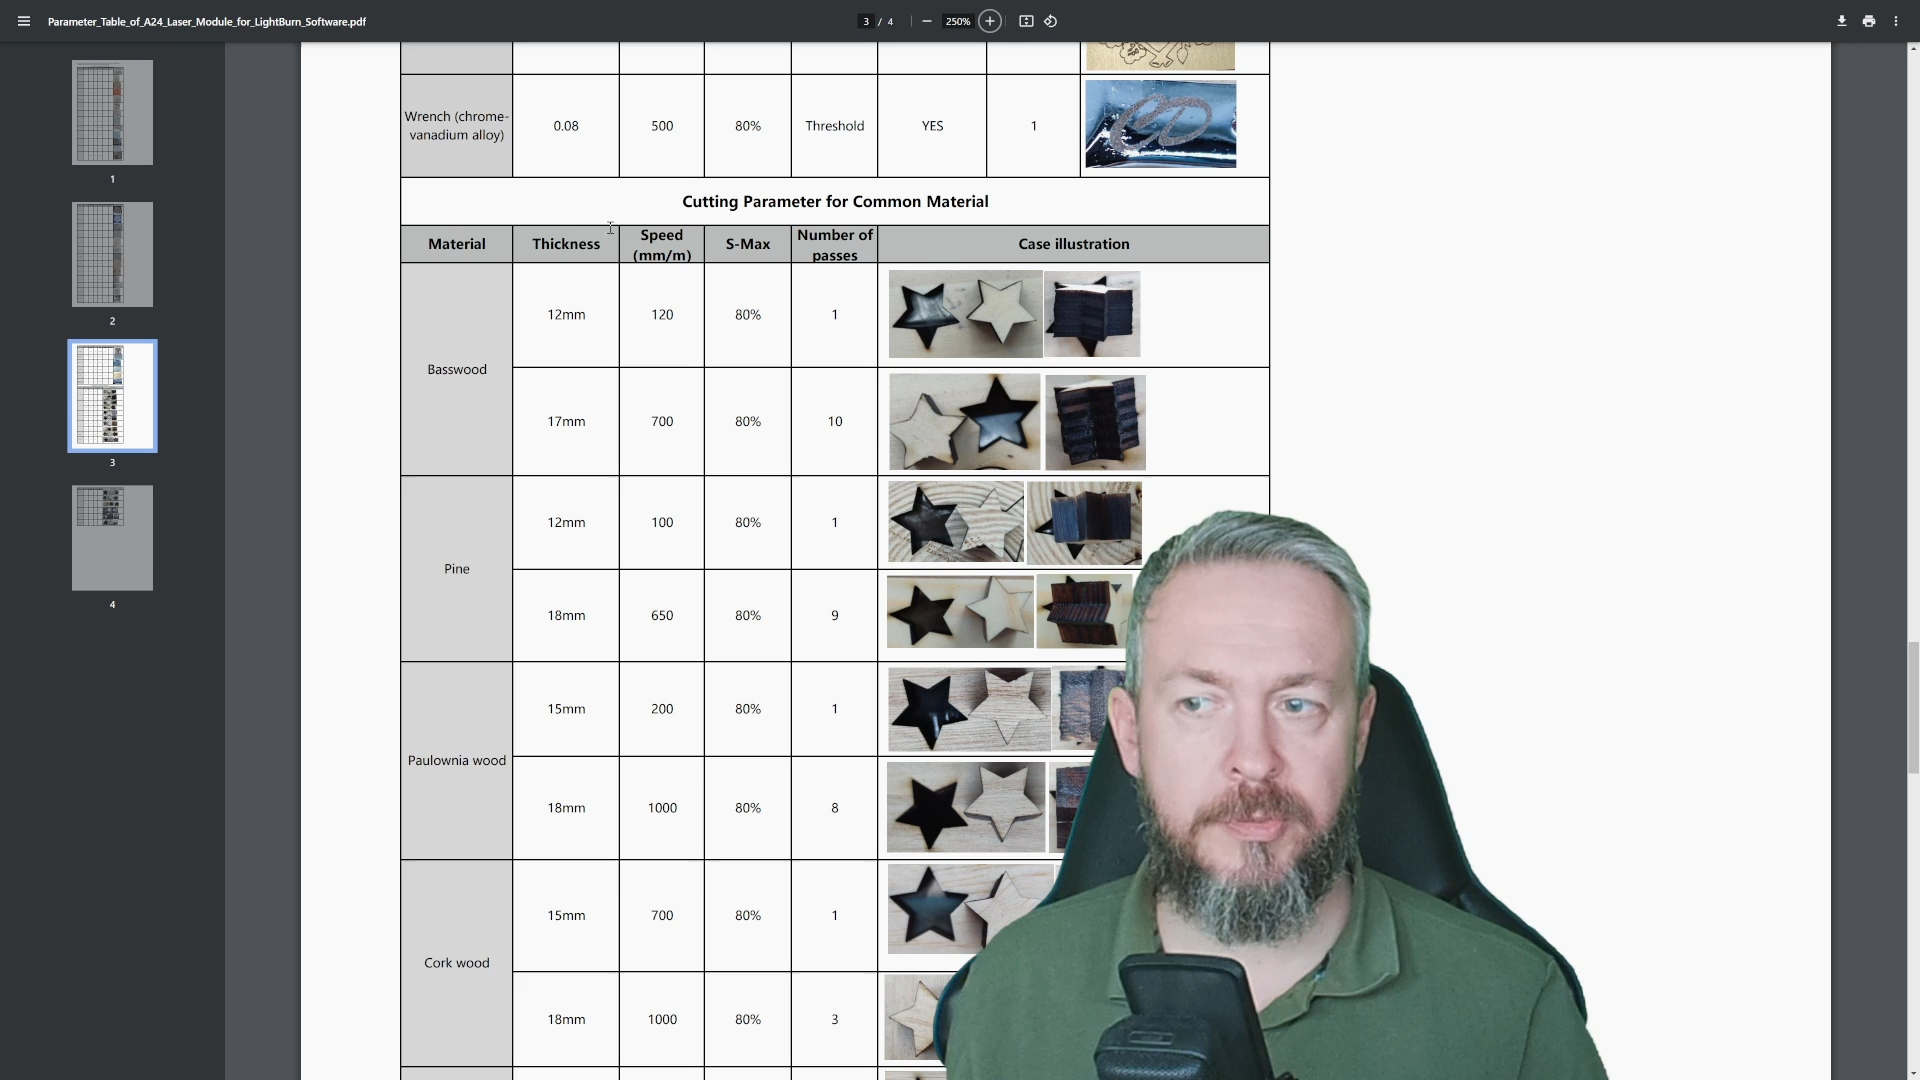 Parameter_Table_of_A24_Laser_Module_for_LightBurn_Software.pdf
3 / 4
250%
1
2
3
4
Wrench (chrome-
vanadium alloy)
0.08
500
80%
Threshold
YES
1
Cutting Parameter for Common Material
Material
Thickness
Speed
(mm/m)
S-Max
Number of
passes
Case illustration
Basswood
12mm
120
80%
1
17mm
700
80%
10
Pine
12mm
100
80%
1
18mm
650
80%
9
Paulownia wood
15mm
200
80%
1
18mm
1000
80%
8
Cork wood
15mm
700
80%
1
18mm
1000
80%
3